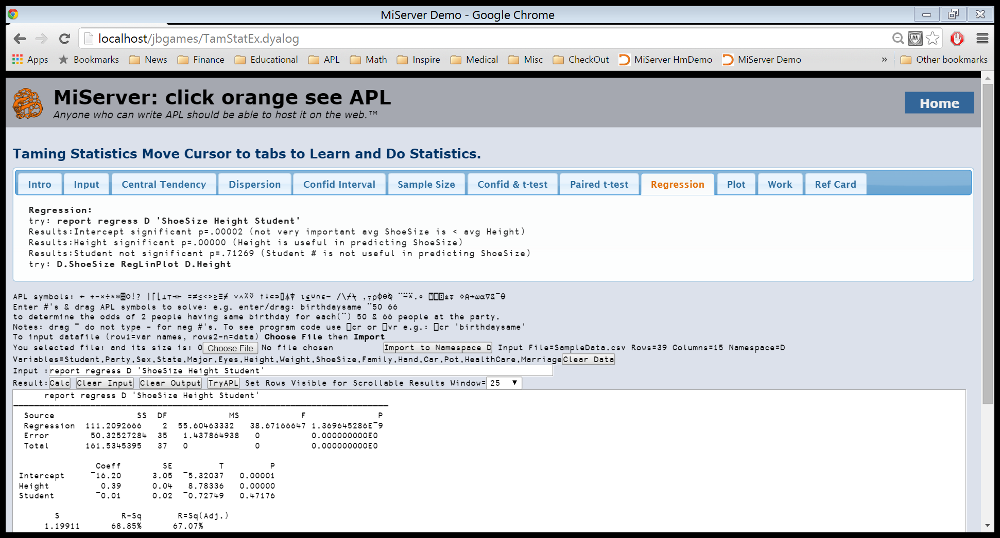 MiServer Demo - Google Chrome
localhost/jbgames/TamStatEx.dyalog
Apps Bookmarks News Finance Educational APL Math Inspire Medical Misc CheckOut MiServer HmDemo MiServer Demo » Other bookmarks
MiServer: click orange see APL
Home
Anyone who can write APL should be able to host it on the web.™
Taming Statistics Move Cursor to tabs to Learn and Do Statistics.
Intro Input Central Tendency Dispersion Confid Interval Sample Size Confid & t-test Paired t-test Regression Plot Work Ref Card
Regression:
try: report regress D 'ShoeSize Height Student'
Results:Intercept significant p=.00002 (not very important avg ShoeSize is < avg Height)
Results:Height significant p=.00000 (Height is useful in predicting ShoeSize)
Results:Student not significant p=.71269 (Student # is not useful in predicting ShoeSize)
try: D.ShoeSize RegLinPlot D.Height
APL symbols: ← +-×÷*⍟⌹○!? |⌈⌊⊥⊤⊣⊢ =≠≤<>≥≡≢ ∨∧⍲⍱ ↑↓⊂⊃⌷⍋⍒ ⍳⍷∪∩∊~ /\⌿⍀ ,⍪⍴⌽⊖⍉ ¨⍨⍣.∘ ⍞⎕⍠⌸⍎⍕ ⋄⍝→⍵⍺∇&¯⍬
Enter #'s & drag APL symbols to solve: e.g. enter/drag: birthdaysame ¨50 66
to determine the odds of 2 people having same birthday for each(¨) 50 & 66 people at the party.
Notes: drag ¯ do not type - for neg #'s. To see program code use ⎕cr or ⎕vr e.g.: ⎕cr 'birthdaysame'
To input datafile (row1=var names, rows2-n=data) Choose File then Import
You selected file: and its size is: 0 Choose File No file chosen Import to Namespace D Input File=SampleData.csv Rows=39 Columns=15 Namespace=D
Variables=Student,Party,Sex,State,Major,Eyes,Height,Weight,ShoeSize,Family,Hand,Car,Pot,HealthCare,Marriage Clear Data
Input :report regress D 'ShoeSize Height Student'
Result: Calc Clear Input Clear Output TryAPL Set Rows Visible for Scrollable Results Window= 25
report regress D 'ShoeSize Height Student'
Source SS DF MS F P
Regression 111.2092666 2 55.60463332 38.67166647 1.369645286E¯9
Error 50.32527284 35 1.437864938 0 0.000000000E0
Total 161.5345395 37 0 0 0.000000000E0
Coeff SE T P
Intercept ¯16.20 3.05 ¯5.32037 0.00001
Height 0.39 0.04 8.78336 0.00000
Student ¯0.01 0.02 ¯0.72749 0.47176
S R-Sq R=Sq(Adj.)
1.19911 68.85% 67.07%